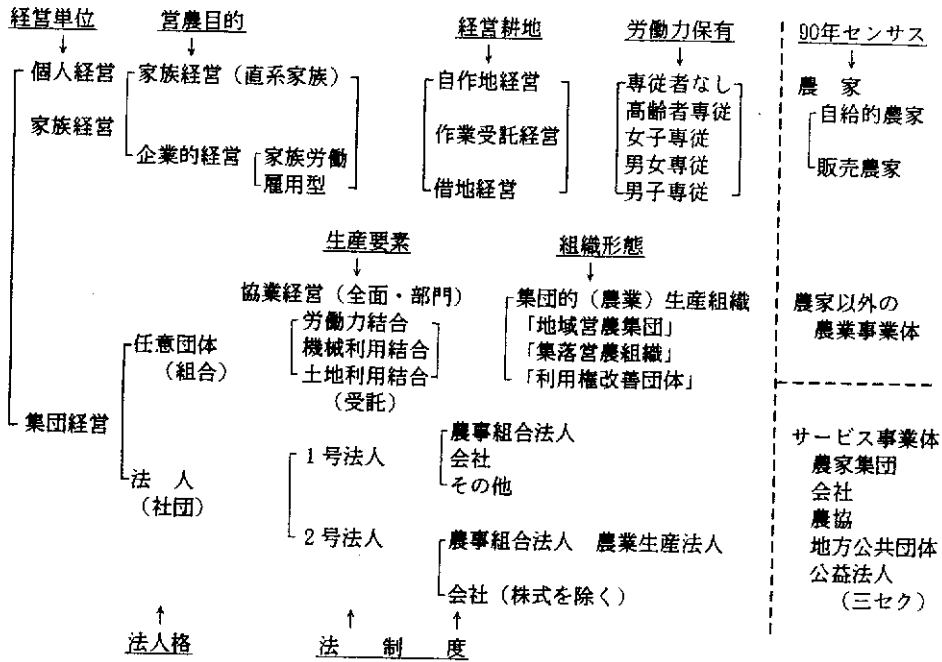 経営単位 営農目的 経営耕地 労働力保有 90年センサス
個人経営 家族経営（直系家族） 自作地経営 専従者なし 農 家
高齢者専従 自給的農家
家族経営 作業受託経営 女子専従
企業的経営 家族労働 男女専従 販売農家
雇用型 借地経営 男子専従
生産要素 組織形態
協業経営（全面・部門） 集団的（農業）生産組織 農家以外の
労働力結合 「地域営農集団」 農業事業体
任意団体 機械利用結合 「集落営農組織」
（組合） 土地利用結合 「利用権改善団体」
（受託）
集団経営 農事組合法人 サービス事業体
1号法人 会社 農家集団
法 人 その他 会社
（社団） 農協
2号法人 農事組合法人 農業生産法人 地方公共団体
公益法人
会社（株式を除く） （三セク）
法人格 法 制 度